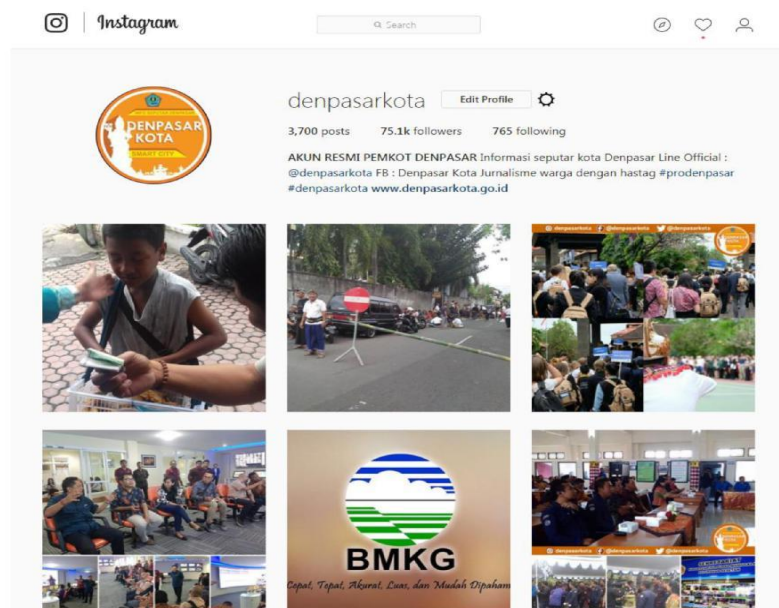 Instagram
Search
denpasarkota Edit Profile
3,700 posts 75.1k followers 765 following
AKUN RESMI PEMKOT DENPASAR Informasi seputar kota Denpasar Line Official :
@denpasarkota FB : Denpasar Kota Jurnalisme warga dengan hastag #prodenpasar
#denpasarkota www.denpasarkota.go.id
DENPASAR
KOTA
SMART CITY
denpasarkota @denpasarkota @denpasarkota
BMKG
Cepat, Tepat, Akurat, Luas, dan Mudah Dipaham
denpasarkota @denpasarkota @denpasarkota
SEKRETARIAT